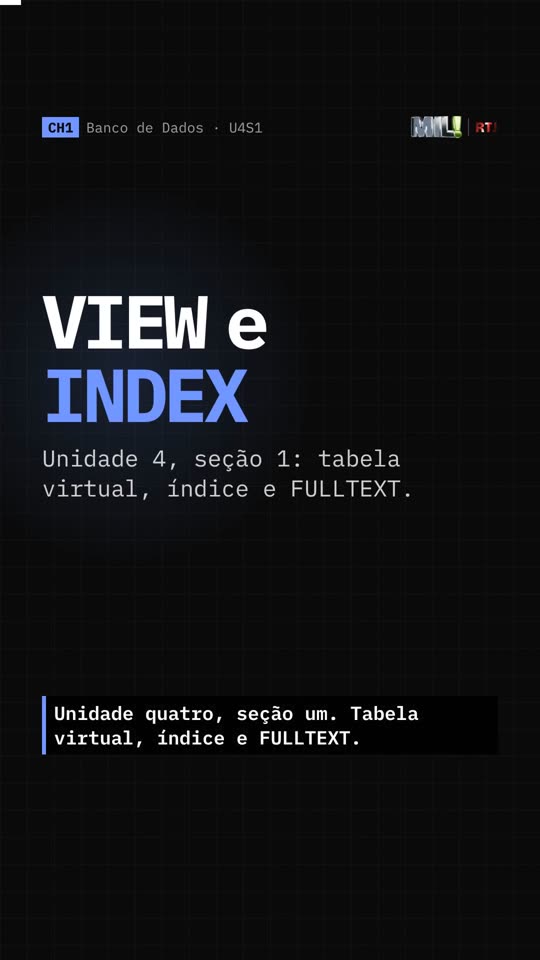 CH1 Banco de Dados · U4S1
MIL!
VIEW e
INDEX
Unidade 4, seção 1: tabela
virtual, índice e FULLTEXT.
Unidade quatro, seção um. Tabela
virtual, índice e FULLTEXT.